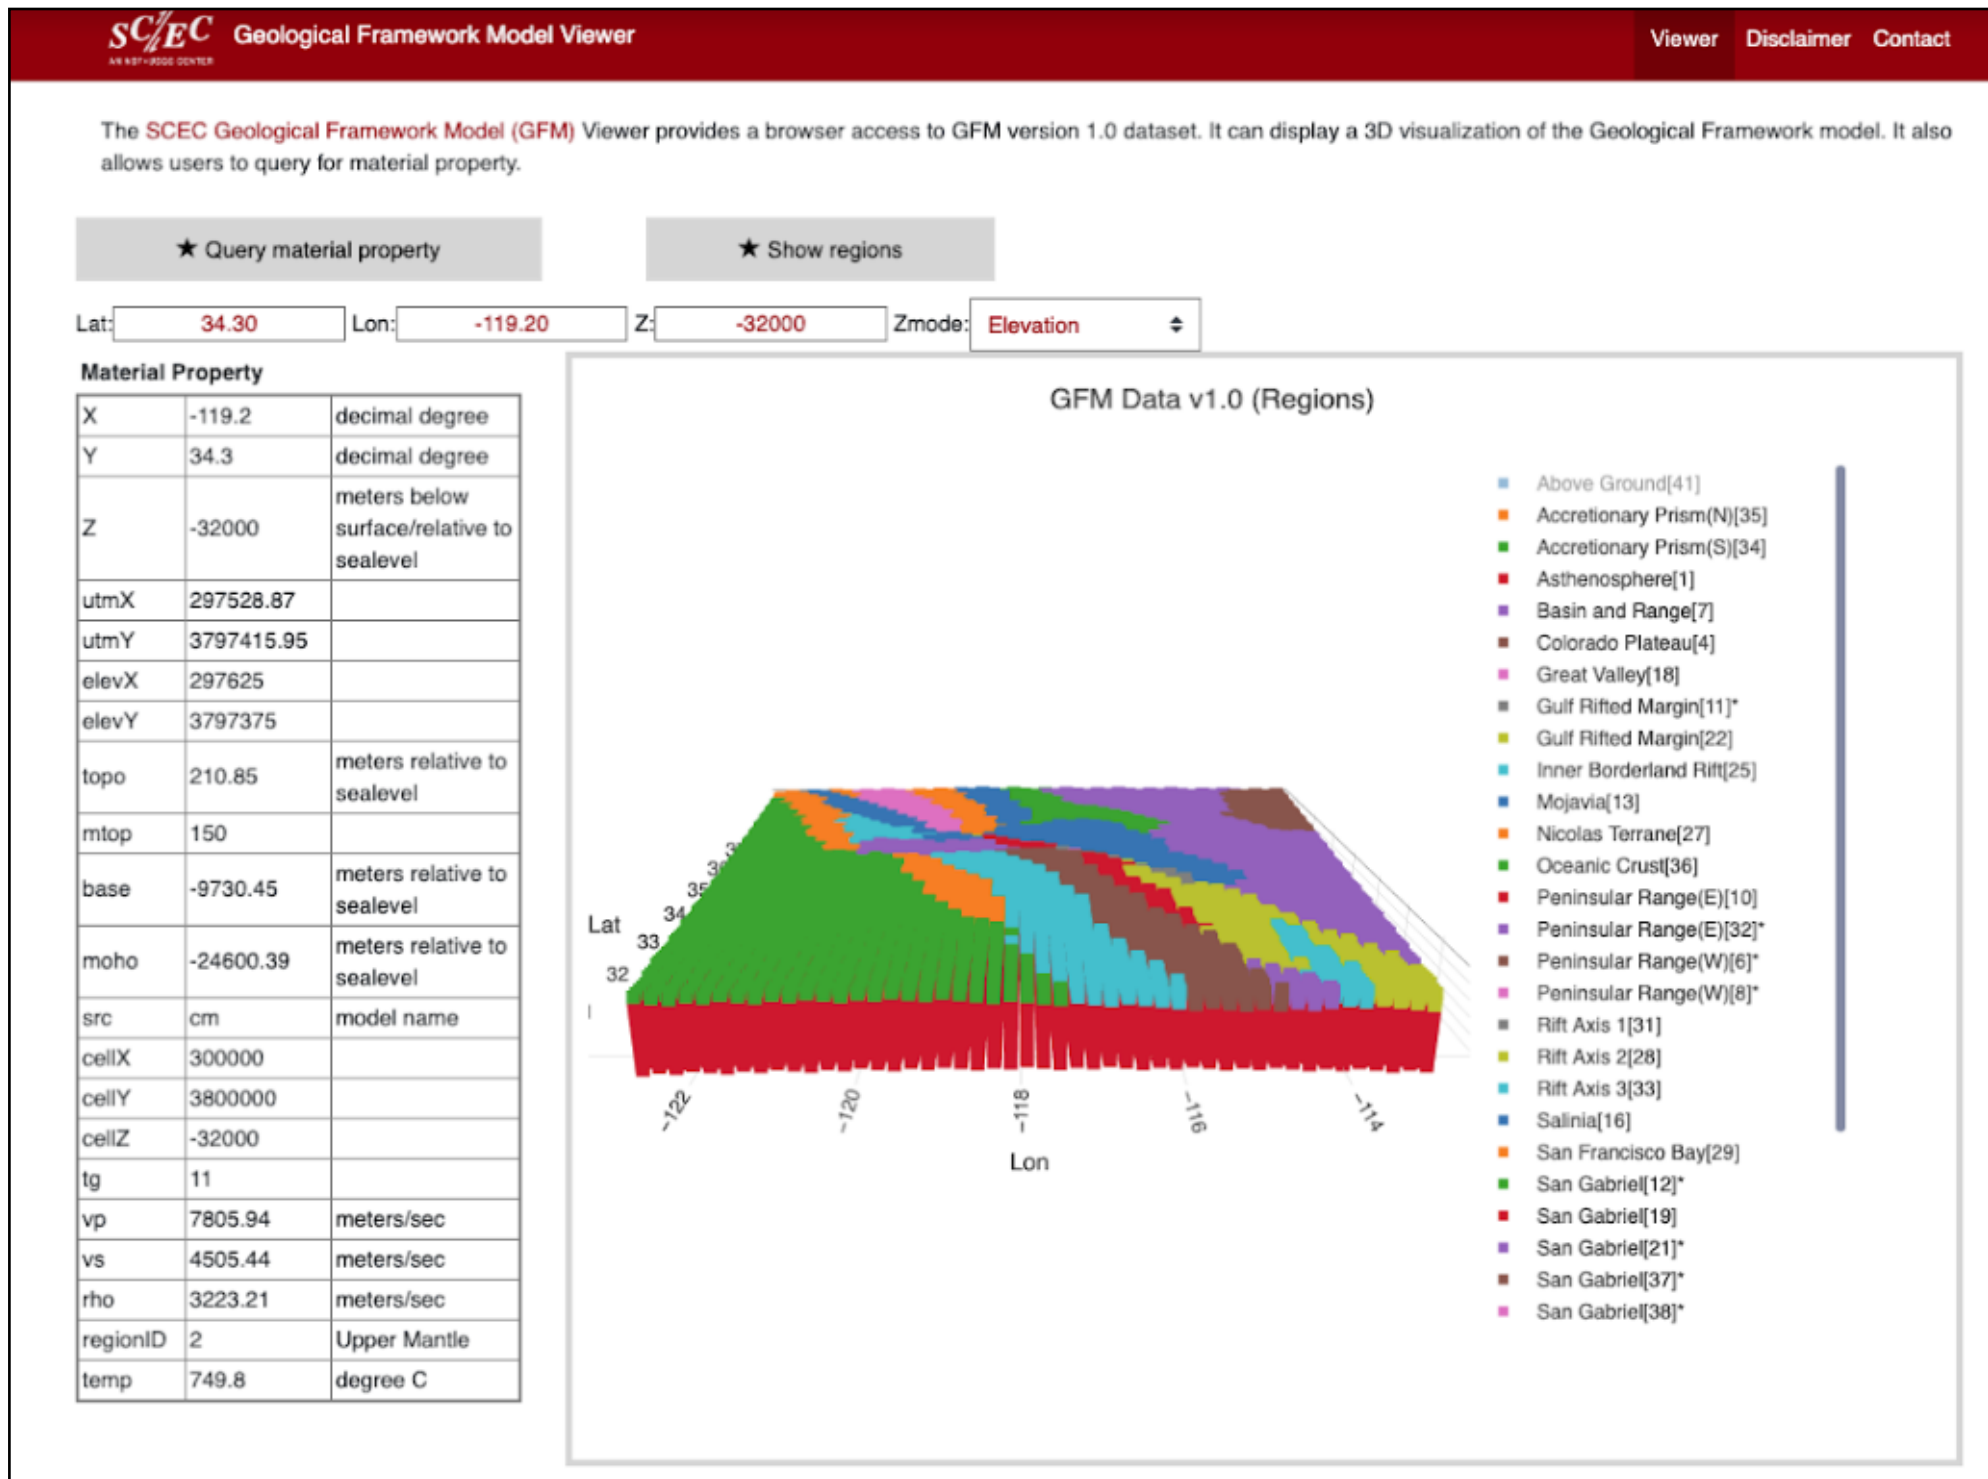 SC/EC Geological Framework Model Viewer Viewer Disclaimer Contact
AN NSF+USGS CENTER
The SCEC Geological Framework Model (GFM) Viewer provides a browser access to GFM version 1.0 dataset. It can display a 3D visualization of the Geological Framework model. It also
allows users to query for material property.
★ Query material property ★ Show regions
Lat: 34.30 Lon: -119.20 Z: -32000 Zmode: Elevation
Material Property
X -119.2 decimal degree
Y 34.3 decimal degree
Z -32000 meters below
surface/relative to
sealevel
utmX 297528.87
utmY 3797415.95
elevX 297625
elevY 3797375
topo 210.85 meters relative to
sealevel
mtop 150
base -9730.45 meters relative to
sealevel
moho -24600.39 meters relative to
sealevel
src cm model name
cellX 300000
cellY 3800000
cellZ -32000
tg 11
vp 7805.94 meters/sec
vs 4505.44 meters/sec
rho 3223.21 meters/sec
regionID 2 Upper Mantle
temp 749.8 degree C
GFM Data v1.0 (Regions)
Lat
35
34
33
32
-122
-120
-118
-116
-114
Lon
Above Ground[41]
Accretionary Prism(N)[35]
Accretionary Prism(S)[34]
Asthenosphere[1]
Basin and Range[7]
Colorado Plateau[4]
Great Valley[18]
Gulf Rifted Margin[11]*
Gulf Rifted Margin[22]
Inner Borderland Rift[25]
Mojavia[13]
Nicolas Terrane[27]
Oceanic Crust[36]
Peninsular Range(E)[10]
Peninsular Range(E)[32]*
Peninsular Range(W)[6]*
Peninsular Range(W)[8]*
Rift Axis 1[31]
Rift Axis 2[28]
Rift Axis 3[33]
Salinia[16]
San Francisco Bay[29]
San Gabriel[12]*
San Gabriel[19]
San Gabriel[21]*
San Gabriel[37]*
San Gabriel[38]*